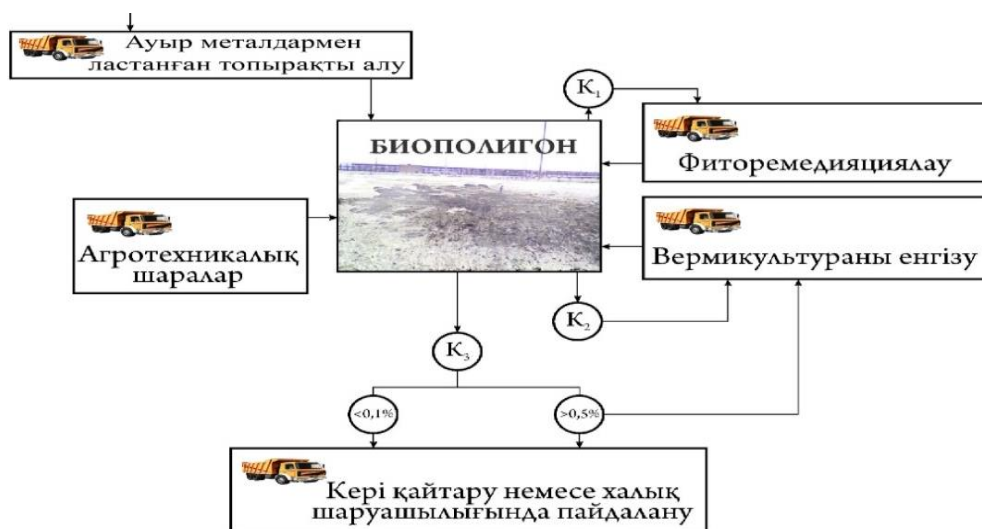 Ауыр металдармен
ластанған топырақты алу
К₁
БИОПОЛИГОН
Фиторемедияциялау
Агротехникалық
шаралар
Вермикультураны енгізу
К₂
К₃
<0,1%
>0,5%
Кері қайтару немесе халық
шаруашылығында пайдалану